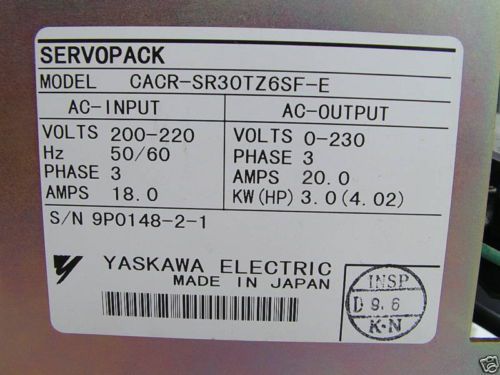 SERVOPACK
MODEL CACR-SR30TZ6SF-E
AC-INPUT AC-OUTPUT
VOLTS 200-220 VOLTS 0-230
Hz 50/60 PHASE 3
PHASE 3 AMPS 20.0
AMPS 18.0 KW(HP) 3.0(4.02)
S/N 9P0148-2-1
YASKAWA ELECTRIC
MADE IN JAPAN
INSP
D 9.6
K·N